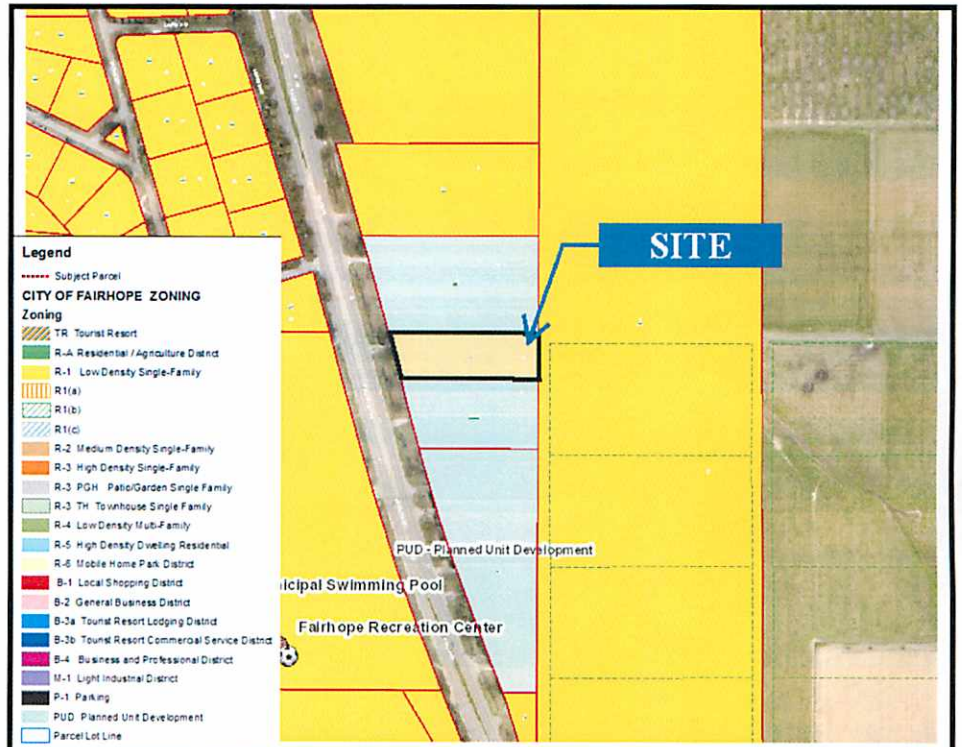 SITE
Legend
Subject Parcel
CITY OF FAIRHOPE ZONING
Zoning
TR Tourist Resort
R-A Residential / Agriculture District
R-1 Low Density Single-Family
R1(a)
R1(b)
R1(c)
R-2 Medium Density Single-Family
R-3 High Density Single-Family
R-3 PGH Patio/Garden Single Family
R-3 TH Townhouse Single Family
R-4 Low Density Multi-Family
R-5 High Density Dwelling Residential
R-6 Mobile Home Park District
B-1 Local Shopping District
B-2 General Business District
B-3a Tourist Resort Lodging District
B-3b Tourist Resort Commercial Service District
B-4 Business and Professional District
M-1 Light Industrial District
P-1 Parking
PUD Planned Unit Development
Parcel Lot Line
PUD - Planned Unit Development
nicipal Swimming Pool
Fairhope Recreation Center